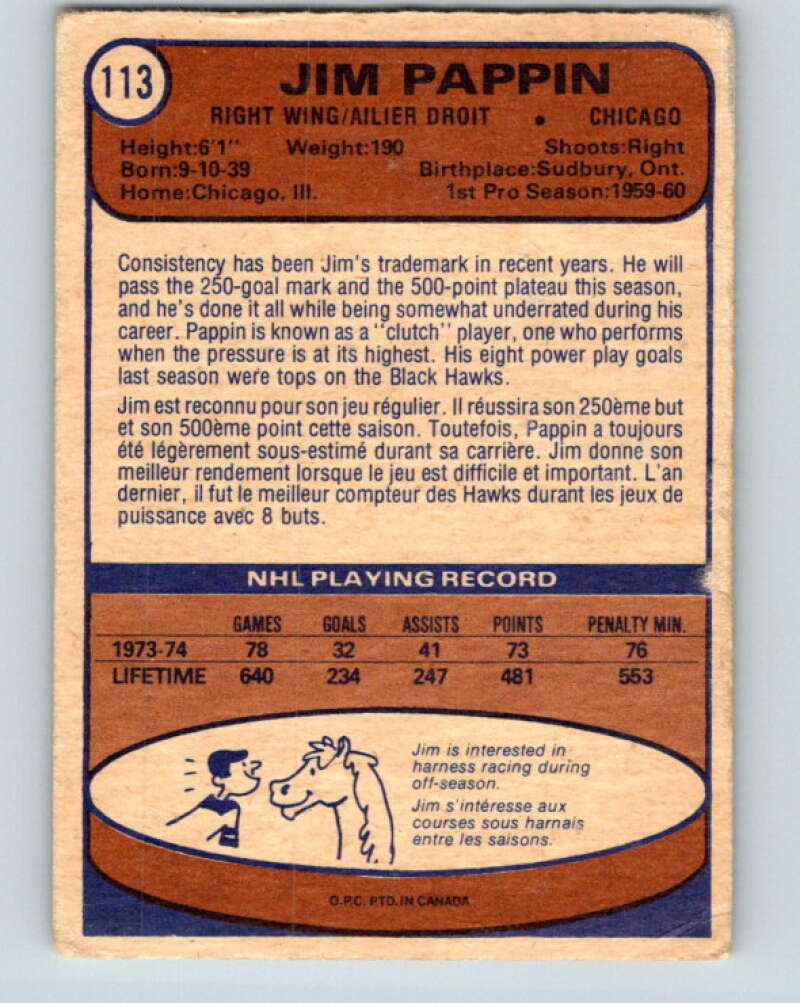 113
JIM PAPPIN
RIGHT WING/AILIER DROIT • CHICAGO
Height:6'1" Weight:190 Shoots:Right
Born:9-10-39 Birthplace:Sudbury, Ont.
Home:Chicago, Ill. 1st Pro Season:1959-60
Consistency has been Jim's trademark in recent years. He will
pass the 250-goal mark and the 500-point plateau this season,
and he's done it all while being somewhat underrated during his
career. Pappin is known as a "clutch" player, one who performs
when the pressure is at its highest. His eight power play goals
last season were tops on the Black Hawks.
Jim est reconnu pour son jeu régulier. Il réussira son 250ème but
et son 500ème point cette saison. Toutefois, Pappin a toujours
été légèrement sous-estimé durant sa carrière. Jim donne son
meilleur rendement lorsque le jeu est difficile et important. L'an
dernier, il fut le meilleur compteur des Hawks durant les jeux de
puissance avec 8 buts.
NHL PLAYING RECORD
GAMES GOALS ASSISTS POINTS PENALTY MIN.
1973-74 78 32 41 73 76
LIFETIME 640 234 247 481 553
Jim is interested in
harness racing during
off-season.
Jim s'intéresse aux
courses sous harnais
entre les saisons.
O.P.C. PTD. IN CANADA